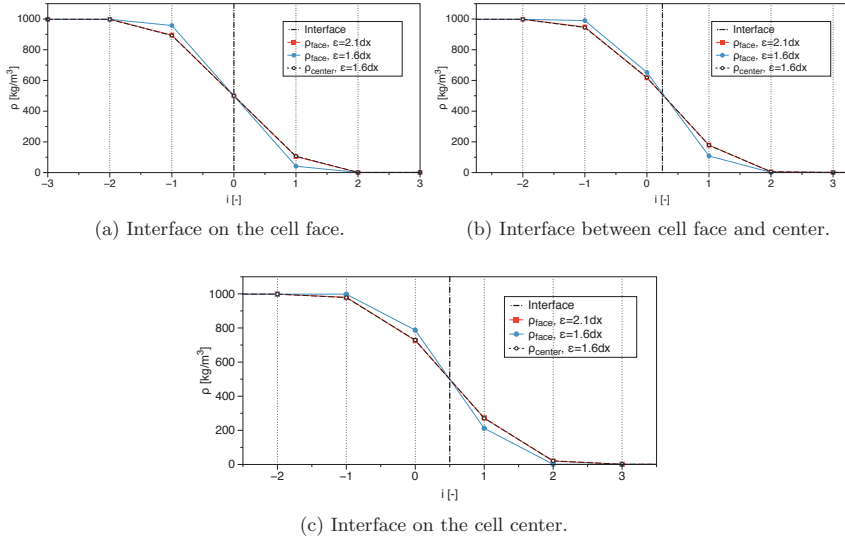 1000
800
600
400
200
0
ρ [kg/m³]
−3 −2 −1 0 1 2 3
i [-]
Interface
ρface, ε=2.1dx
ρface, ε=1.6dx
ρcenter, ε=1.6dx
(a) Interface on the cell face.
1000
800
600
400
200
0
ρ [kg/m³]
−2 −1 0 1 2 3
i [-]
Interface
ρface, ε=2.1dx
ρface, ε=1.6dx
ρcenter, ε=1.6dx
(b) Interface between cell face and center.
1000
800
600
400
200
0
ρ [kg/m³]
−2 −1 0 1 2 3
i [-]
Interface
ρface, ε=2.1dx
ρface, ε=1.6dx
ρcenter, ε=1.6dx
(c) Interface on the cell center.